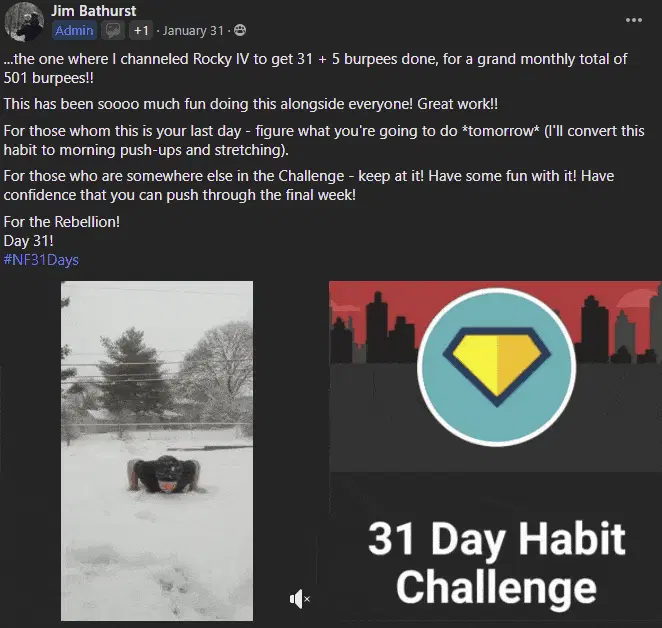 Jim Bathurst
Admin +1 · January 31 ·
...the one where I channeled Rocky IV to get 31 + 5 burpees done, for a grand monthly total of
501 burpees!!
This has been soooo much fun doing this alongside everyone! Great work!!
For those whom this is your last day - figure what you're going to do *tomorrow* (I'll convert this
habit to morning push-ups and stretching).
For those who are somewhere else in the Challenge - keep at it! Have some fun with it! Have
confidence that you can push through the final week!
For the Rebellion!
Day 31!
#NF31Days
31 Day Habit
Challenge